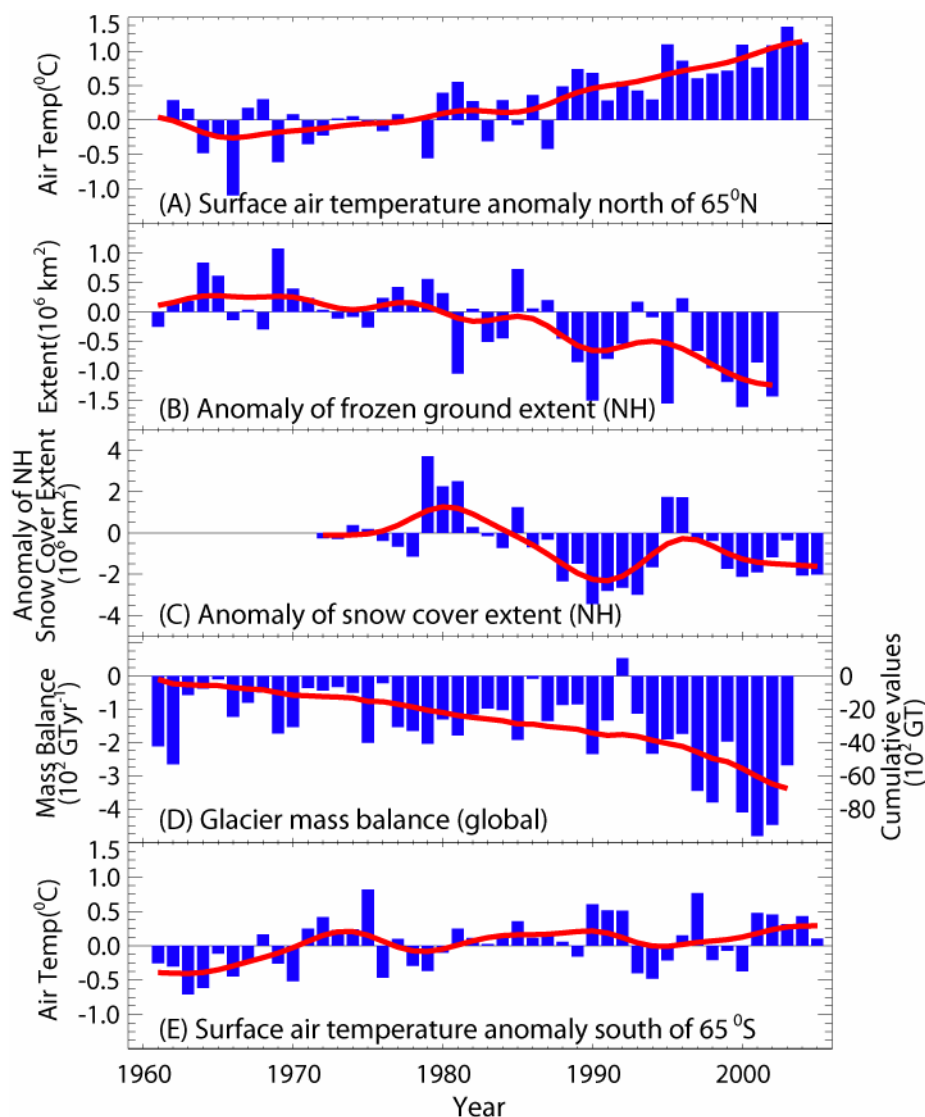 1.5
1.0
0.5
0.0
-0.5
-1.0
Air Temp(⁰C)
(A) Surface air temperature anomaly north of 65⁰N
1.0
0.5
0.0
-0.5
-1.0
-1.5
Extent(10⁶ km²)
(B) Anomaly of frozen ground extent (NH)
4
2
0
-2
-4
Anomaly of NH
Snow Cover Extent
(10⁶ km²)
(C) Anomaly of snow cover extent (NH)
0
-1
-2
-3
-4
Mass Balance
(10² GTyr⁻¹)
(D) Glacier mass balance (global)
0
-20
-40
-60
-80
Cumulative values
(10² GT)
1.5
1.0
0.5
0.0
-0.5
-1.0
Air Temp(⁰C)
(E) Surface air temperature anomaly south of 65 ⁰S
1960 1970 1980 1990 2000
Year